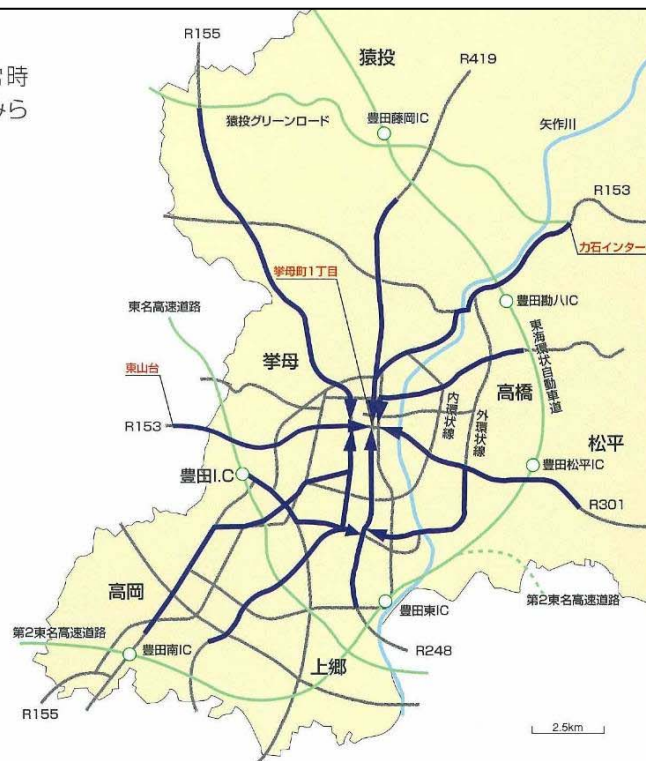 R155
猿投
R419
時
ら
猿投グリーンロード
豊田藤岡IC
矢作川
R153
力石インター
挙母町1丁目
豊田勘八IC
東名高速道路
東海環状自動車道
挙母
東山台
内環状線
外環状線
高橋
松平
R153
豊田I.C
豊田松平IC
R301
高岡
第2東名高速道路
豊田東IC
第2東名高速道路
豊田南IC
上郷
R248
R155
2.5km